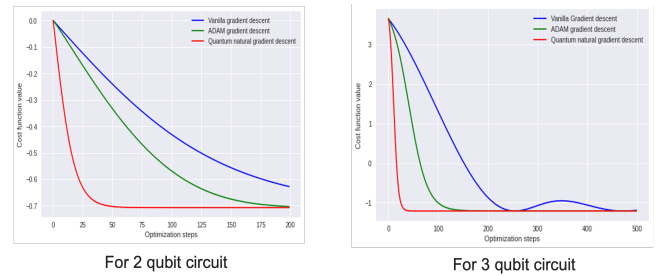 0.0
−0.1
−0.2
−0.3
−0.4
−0.5
−0.6
−0.7
Cost function value
Vanilla gradient descent
ADAM gradient descent
Quantum natural gradient descent
0 25 50 75 100 125 150 175 200
Optimization steps
For 2 qubit circuit
3
2
1
0
−1
Cost function value
Vanilla gradient descent
ADAM gradient descent
Quantum natural gradient descent
0 100 200 300 400 500
Optimization steps
For 3 qubit circuit